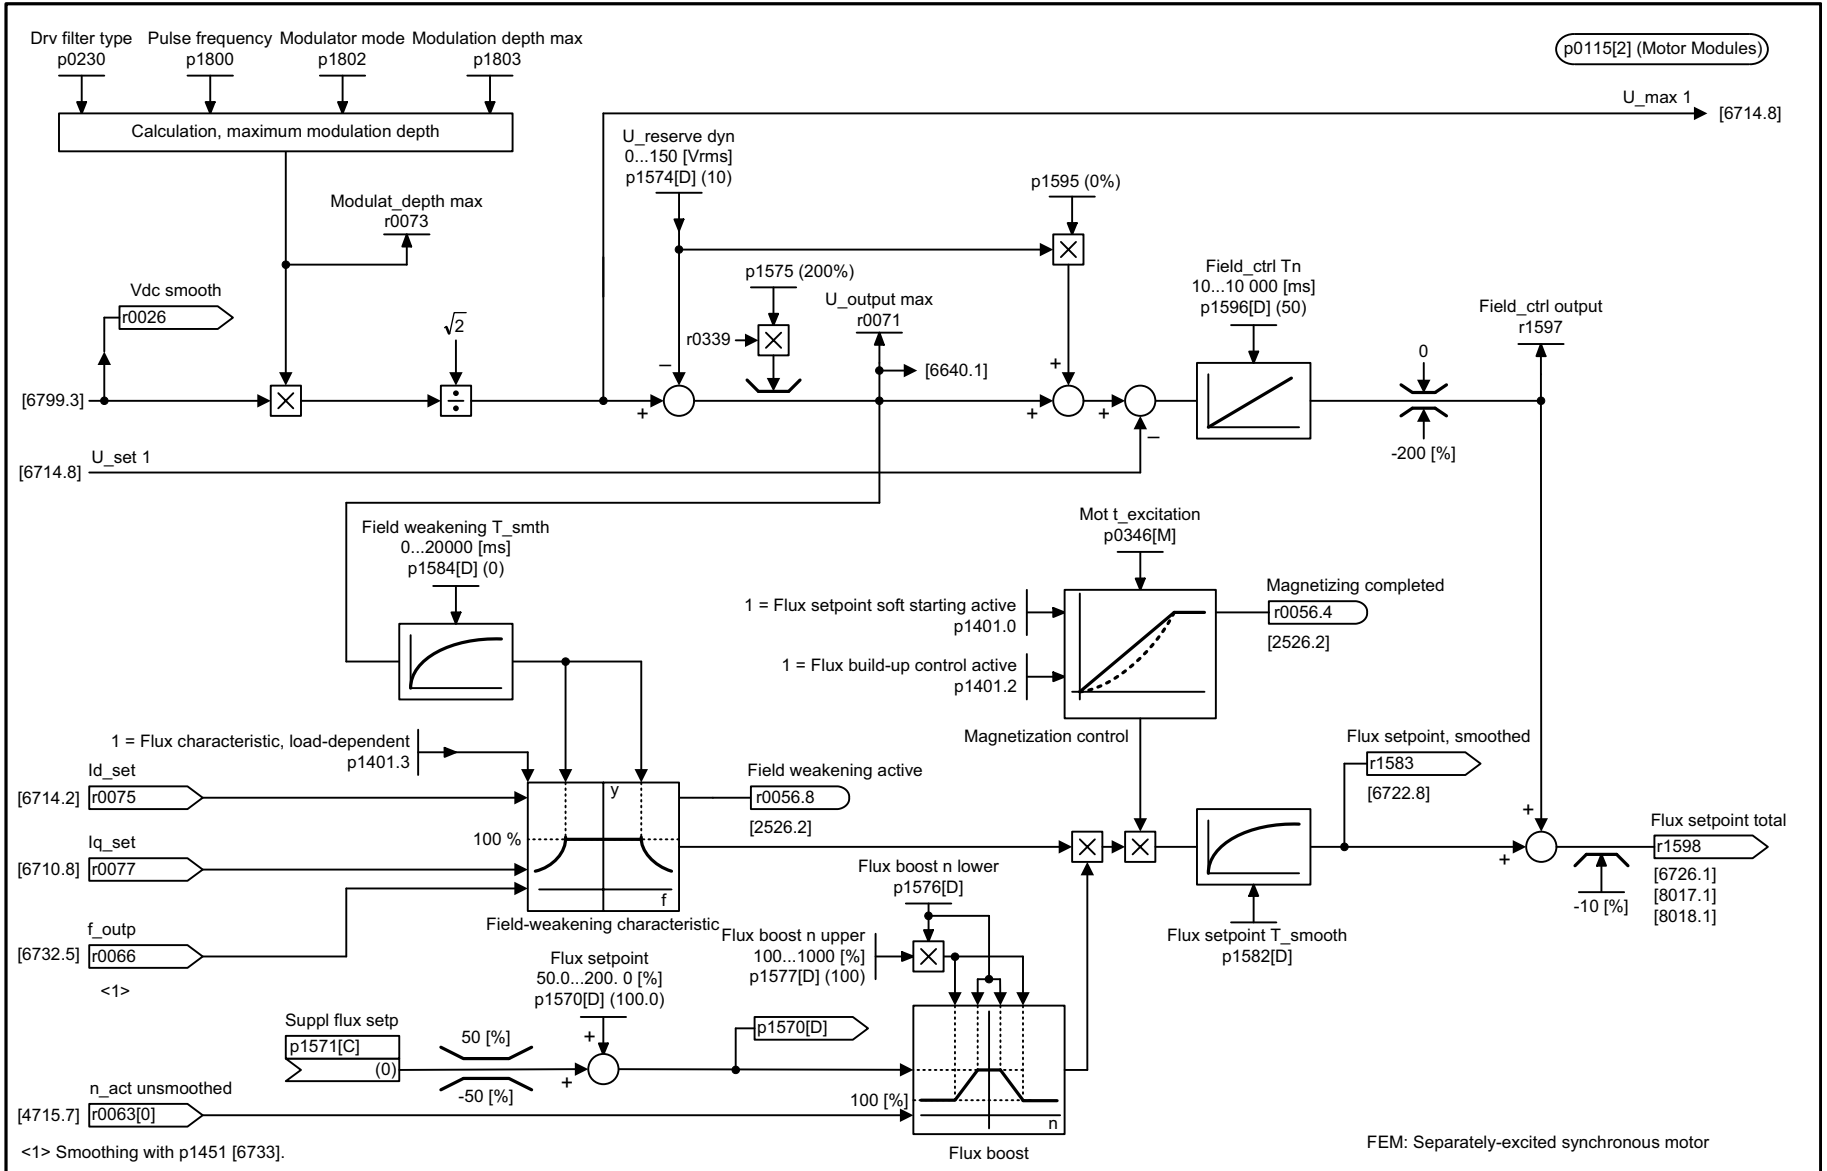 Drv filter type
p0230
Pulse frequency
p1800
Modulator mode
p1802
Modulation depth max
p1803
p0115[2] (Motor Modules)
Calculation, maximum modulation depth
U_max 1
[6714.8]
U_reserve dyn
0...150 [Vrms]
p1574[D] (10)
p1595 (0%)
Modulat_depth max
r0073
Vdc smooth
r0026
√2
p1575 (200%)
U_output max
r0071
r0339
[6640.1]
Field_ctrl Tn
10...10 000 [ms]
p1596[D] (50)
Field_ctrl output
r1597
0
-200 [%]
[6799.3]
×
÷
×
×
+
–
+
+
+
–
[6714.8]
U_set 1
Field weakening T_smth
0...20000 [ms]
p1584[D] (0)
Mot t_excitation
p0346[M]
1 = Flux setpoint soft starting active
p1401.0
1 = Flux build-up control active
p1401.2
Magnetizing completed
r0056.4
[2526.2]
Magnetization control
1 = Flux characteristic, load-dependent
p1401.3
Id_set
[6714.2]
r0075
Iq_set
[6710.8]
r0077
f_outp
[6732.5]
r0066
<1>
y
100 %
f
Field-weakening characteristic
Field weakening active
r0056.8
[2526.2]
Flux setpoint, smoothed
r1583
[6722.8]
×
×
Flux setpoint T_smooth
p1582[D]
+
+
-10 [%]
Flux setpoint total
r1598
[6726.1]
[8017.1]
[8018.1]
Flux boost n lower
p1576[D]
Flux boost n upper
100...1000 [%]
p1577[D] (100)
×
Flux setpoint
50.0...200. 0 [%]
p1570[D] (100.0)
Suppl flux setp
p1571[C]
(0)
50 [%]
-50 [%]
+
+
p1570[D]
n_act unsmoothed
[4715.7]
r0063[0]
100 [%]
n
Flux boost
<1> Smoothing with p1451 [6733].
FEM: Separately-excited synchronous motor